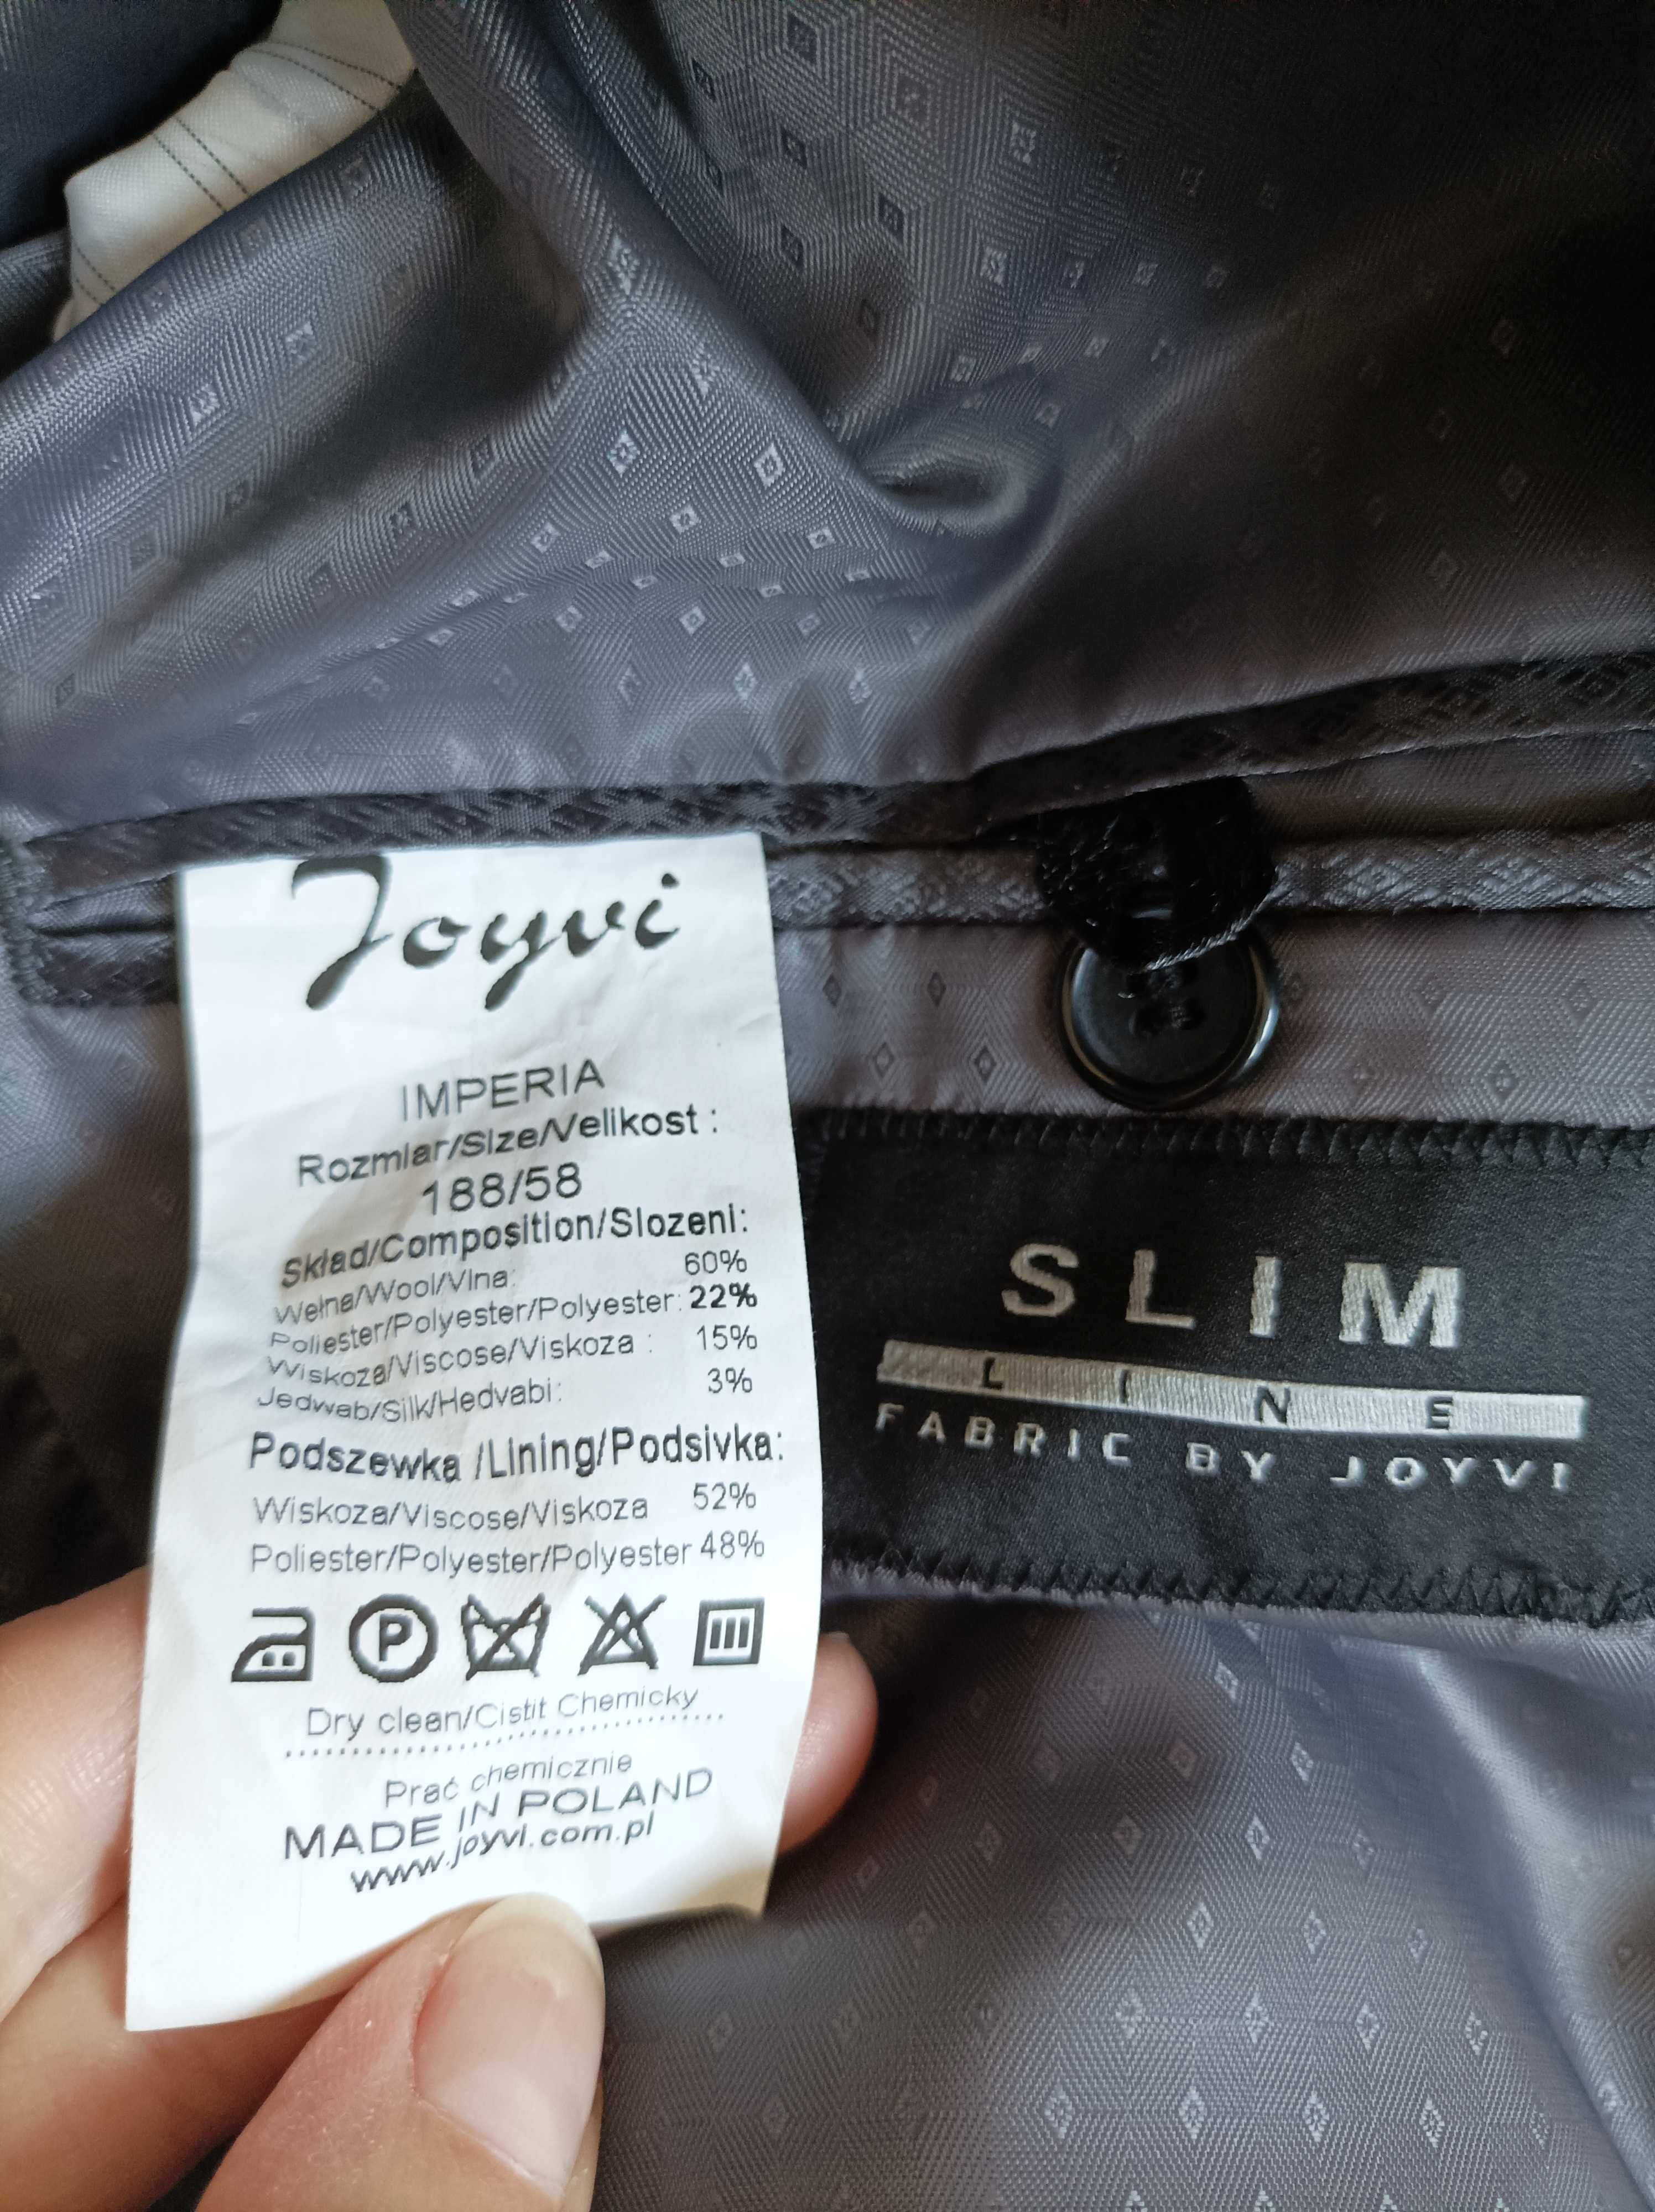 Joyvi
IMPERIA
Rozmiar/Size/Velikost :
188/58
Skład/Composition/Slozeni:
Wełna/Wool/Vlna: 60%
Poliester/Polyester/Polyester: 22%
Wiskoza/Viscose/Viskoza : 15%
Jedwab/Silk/Hedvabi: 3%
Podszewka /Lining/Podsivka:
Wiskoza/Viscose/Viskoza 52%
Poliester/Polyester/Polyester 48%
P
Dry clean/Cistit Chemicky
Prać chemicznie
MADE IN POLAND
www.joyvi.com.pl
SLIM
LINE
FABRIC BY JOYVI